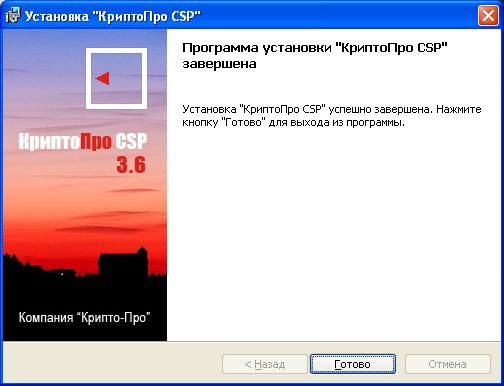 Установка "КриптоПро CSP"
Программа установки "КриптоПро CSP"
завершена
Установка "КриптоПро CSP" успешно завершена. Нажмите
кнопку "Готово" для выхода из программы.
КриптоПро CSP
3.6
Компания "Крипто-Про"
< Назад
Готово
Отмена